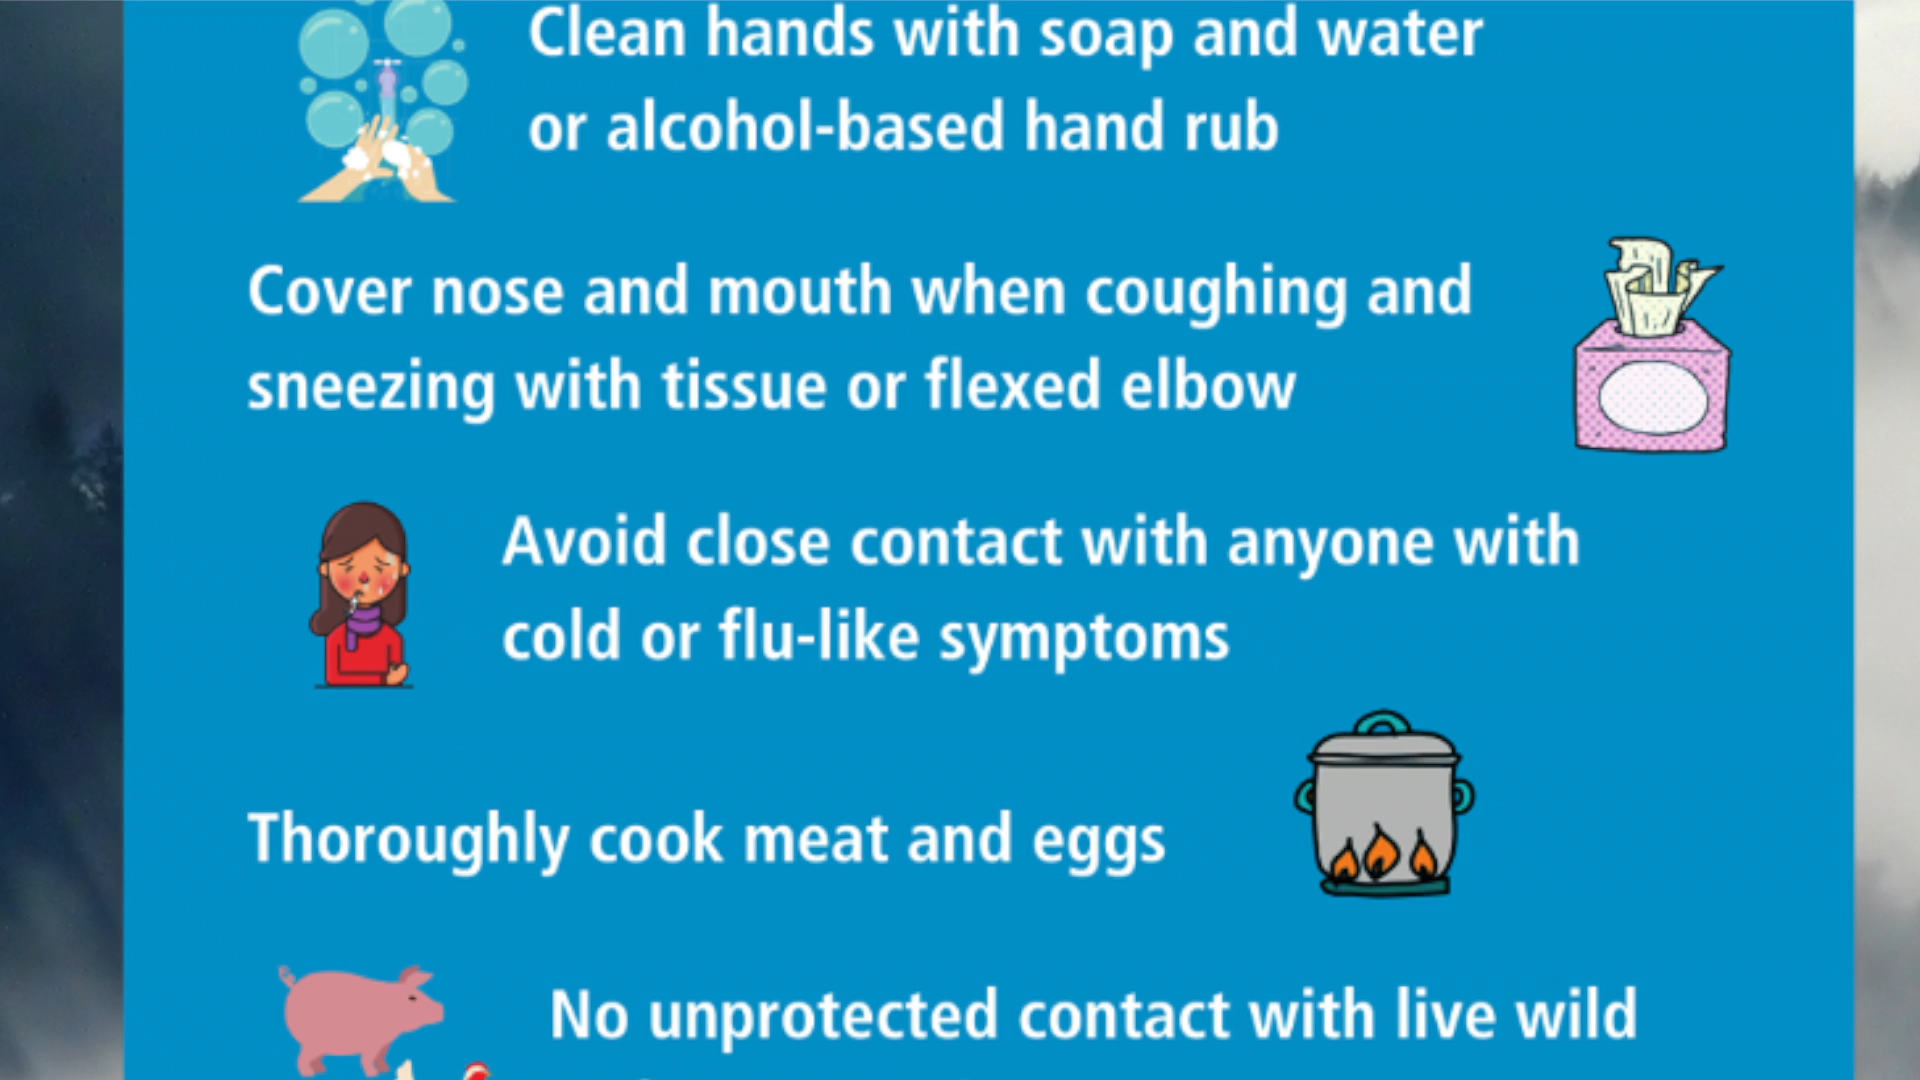 Clean hands with soap and water
or alcohol-based hand rub
Cover nose and mouth when coughing and
sneezing with tissue or flexed elbow
Avoid close contact with anyone with
cold or flu-like symptoms
Thoroughly cook meat and eggs
No unprotected contact with live wild